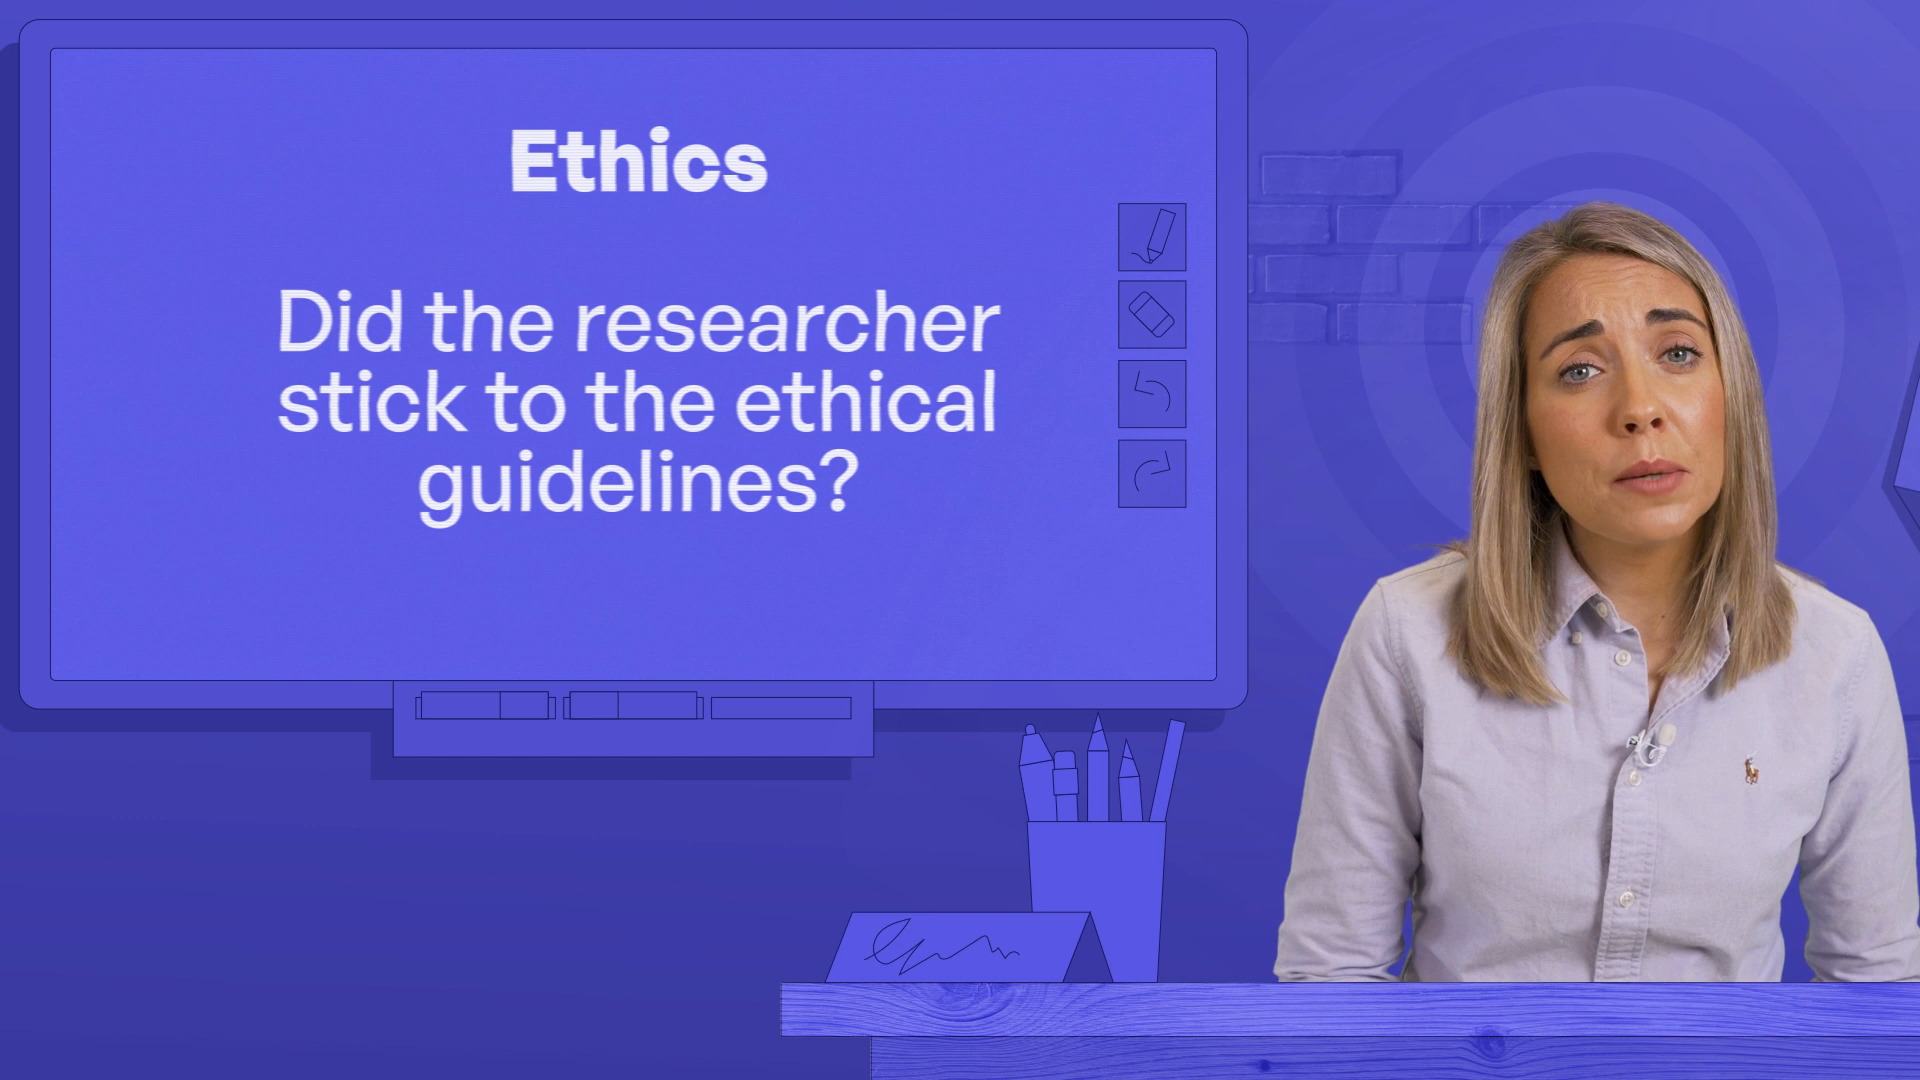 Ethics
Did the researcher
stick to the ethical
guidelines?